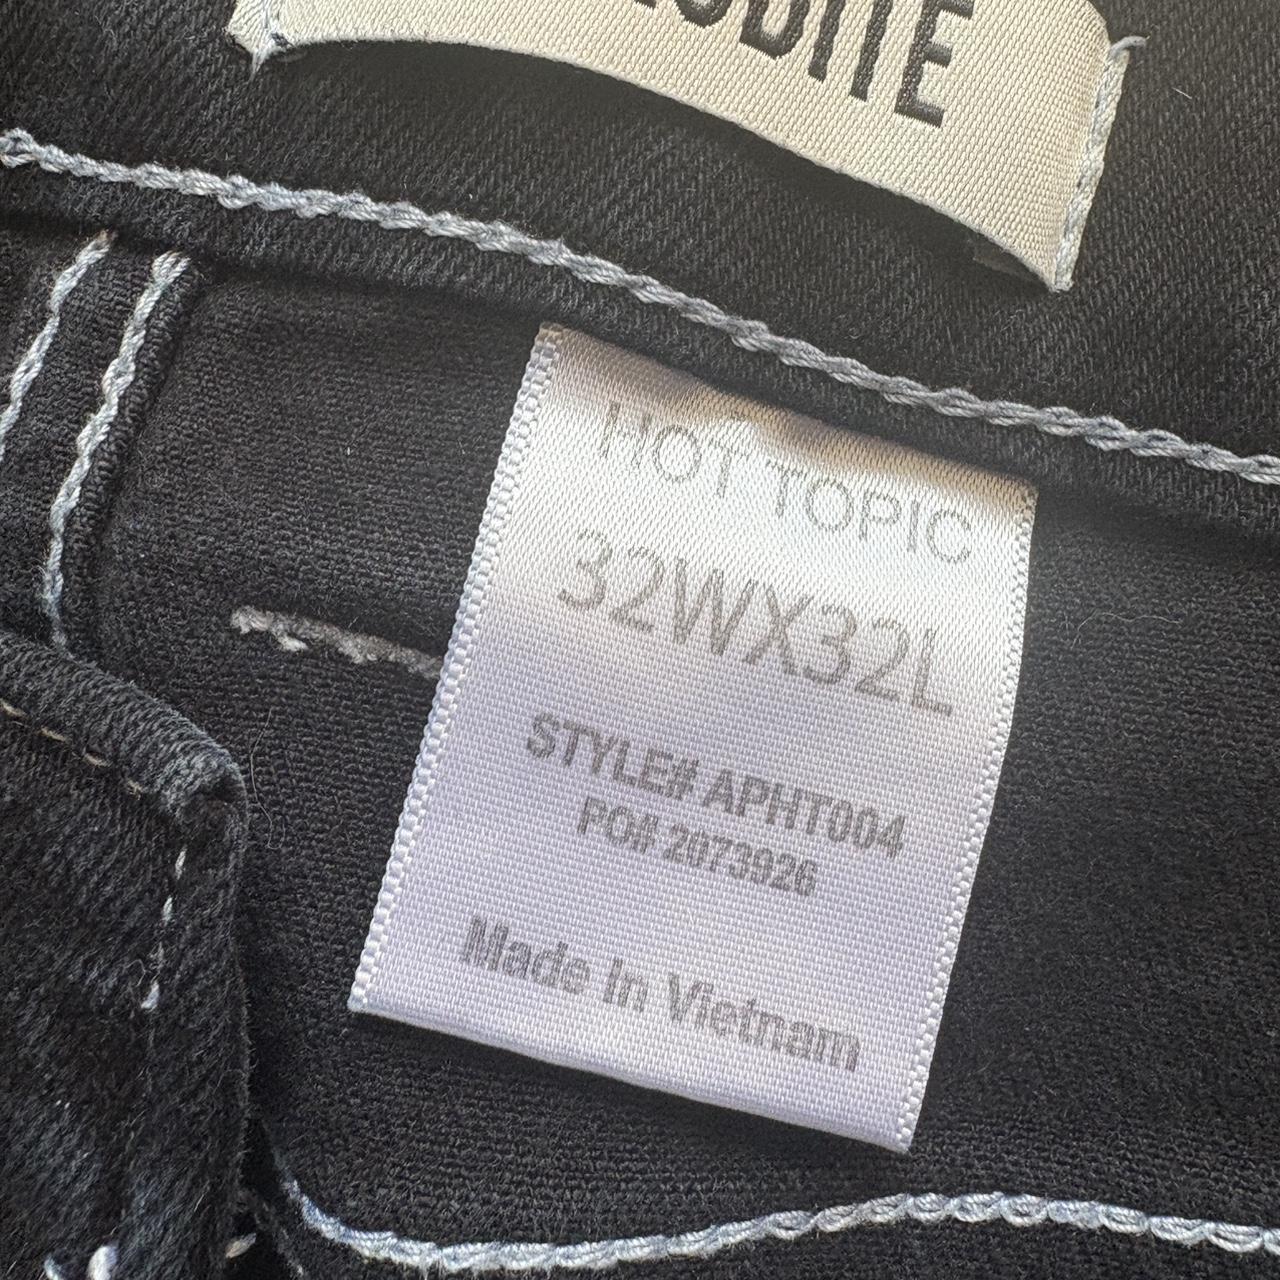 HOT TOPIC
32WX32L
STYLE# APHT004
PO# 2073926
Made In Vietnam